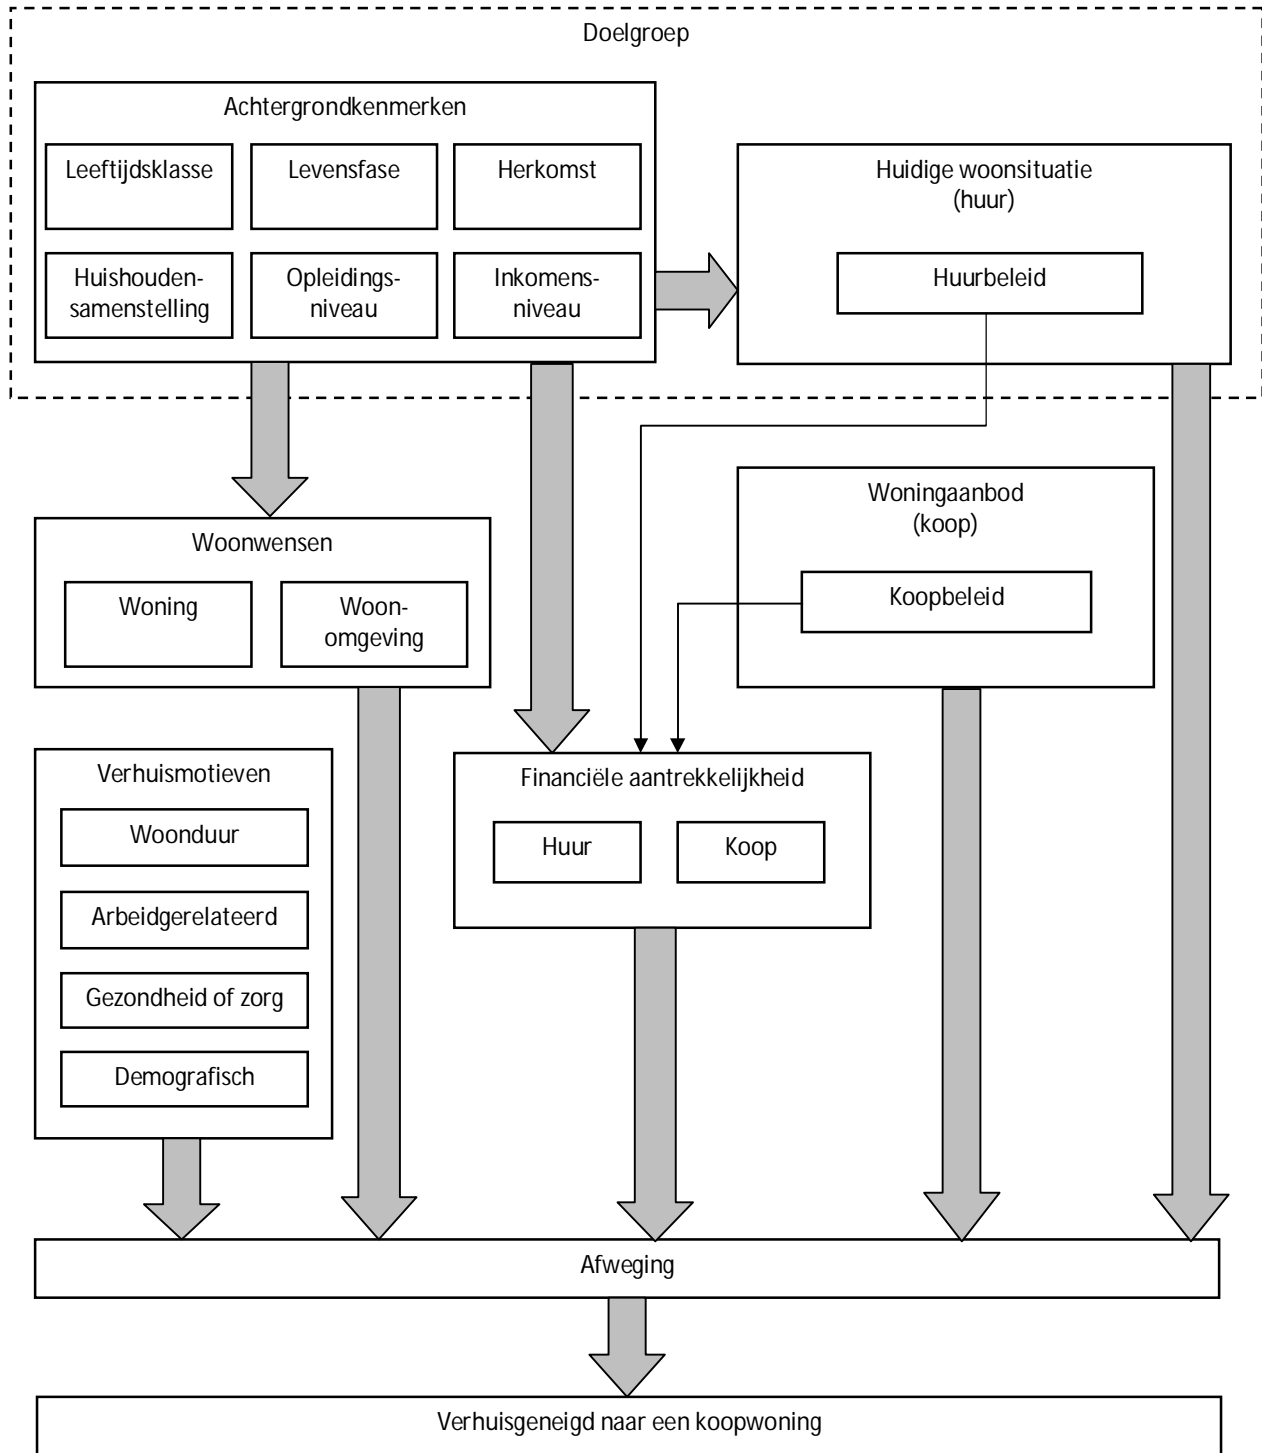 Doelgroep
Achtergrondkenmerken
Leeftijdsklasse
Levensfase
Herkomst
Huishouden-
samenstelling
Opleidings-
niveau
Inkomens-
niveau
Huidige woonsituatie
(huur)
Huurbeleid
Woningaanbod
(koop)
Koopbeleid
Woonwensen
Woning
Woon-
omgeving
Verhuismotieven
Woonduur
Arbeidgerelateerd
Gezondheid of zorg
Demografisch
Financiële aantrekkelijkheid
Huur
Koop
Afweging
Verhuisgeneigd naar een koopwoning